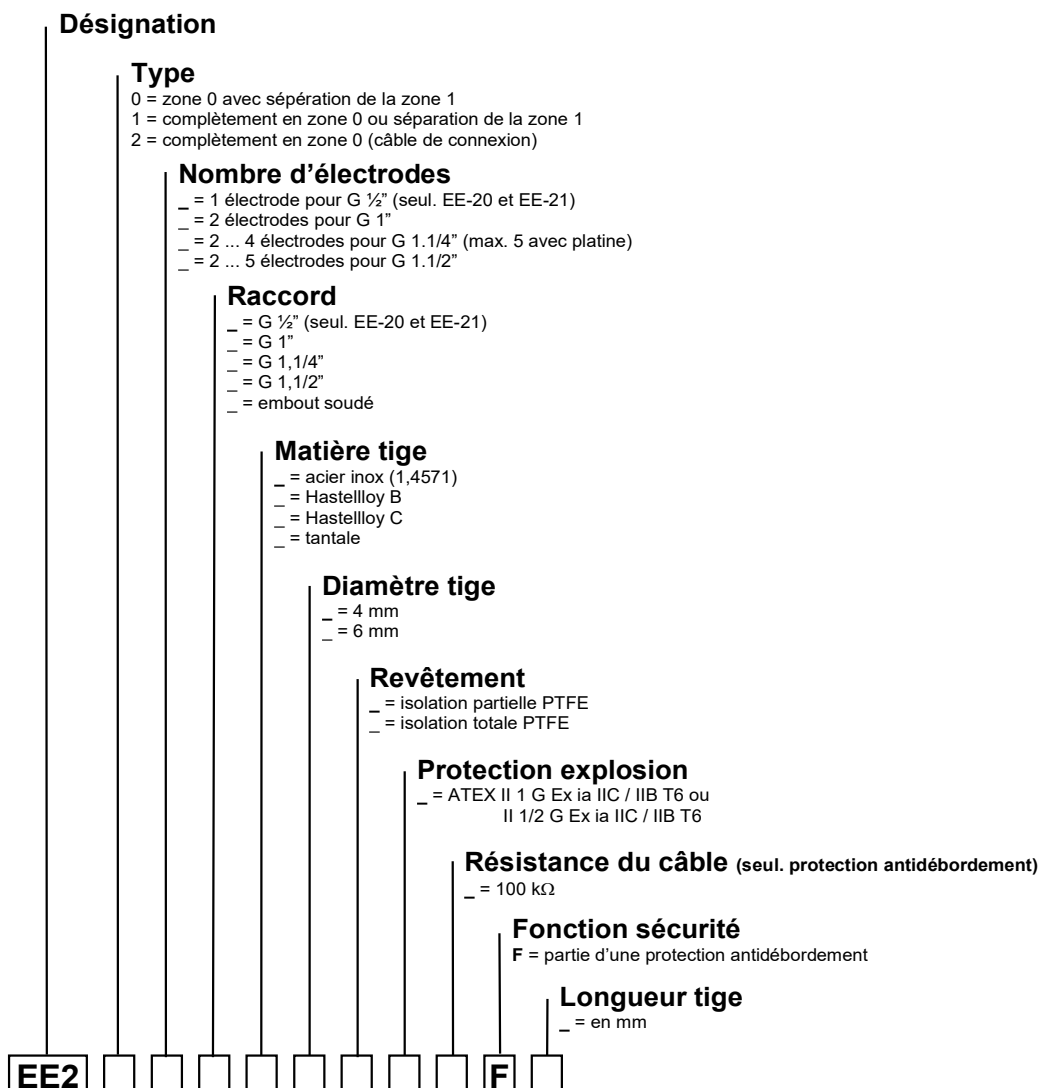 Désignation
Type
0 = zone 0 avec sépération de la zone 1
1 = complètement en zone 0 ou séparation de la zone 1
2 = complètement en zone 0 (câble de connexion)
Nombre d'électrodes
_ = 1 électrode pour G ½” (seul. EE-20 et EE-21)
_ = 2 électrodes pour G 1”
_ = 2 ... 4 électrodes pour G 1.1/4” (max. 5 avec platine)
_ = 2 ... 5 électrodes pour G 1.1/2”
Raccord
_ = G ½” (seul. EE-20 et EE-21)
_ = G 1”
_ = G 1,1/4”
_ = G 1,1/2”
_ = embout soudé
Matière tige
_ = acier inox (1,4571)
_ = Hastellloy B
_ = Hastellloy C
_ = tantale
Diamètre tige
_ = 4 mm
_ = 6 mm
Revêtement
_ = isolation partielle PTFE
_ = isolation totale PTFE
Protection explosion
_ = ATEX II 1 G Ex ia IIC / IIB T6 ou
II 1/2 G Ex ia IIC / IIB T6
Résistance du câble (seul. protection antidébordement)
_ = 100 kΩ
Fonction sécurité
F = partie d'une protection antidébordement
Longueur tige
_ = en mm
EE2 F